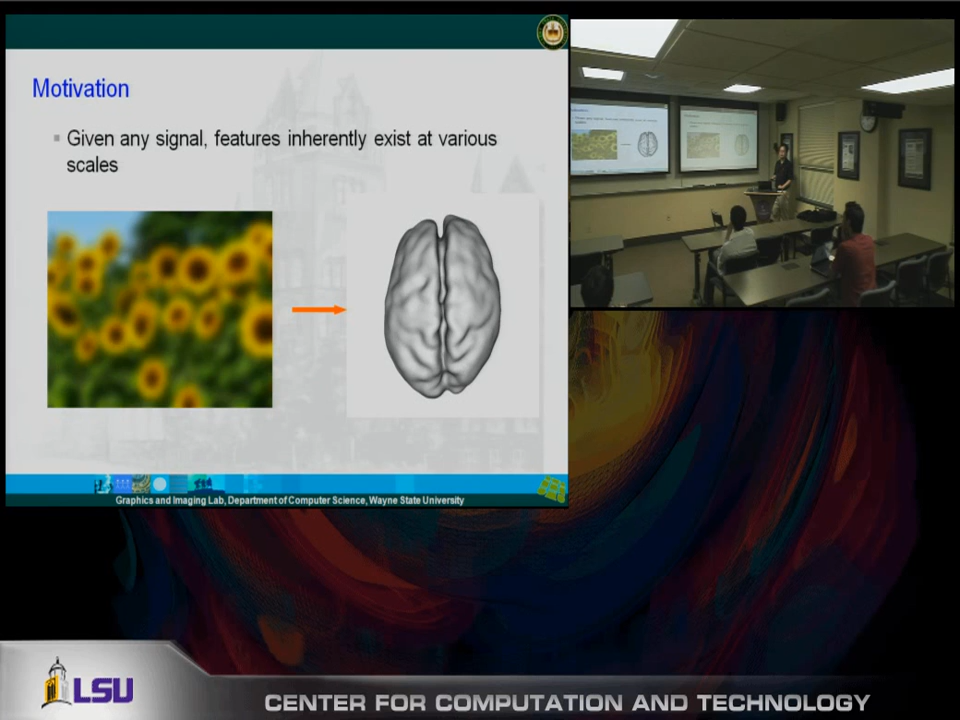 Motivation
Given any signal, features inherently exist at various
scales
Graphics and Imaging Lab, Department of Computer Science, Wayne State University
LSU
CENTER FOR COMPUTATION AND TECHNOLOGY